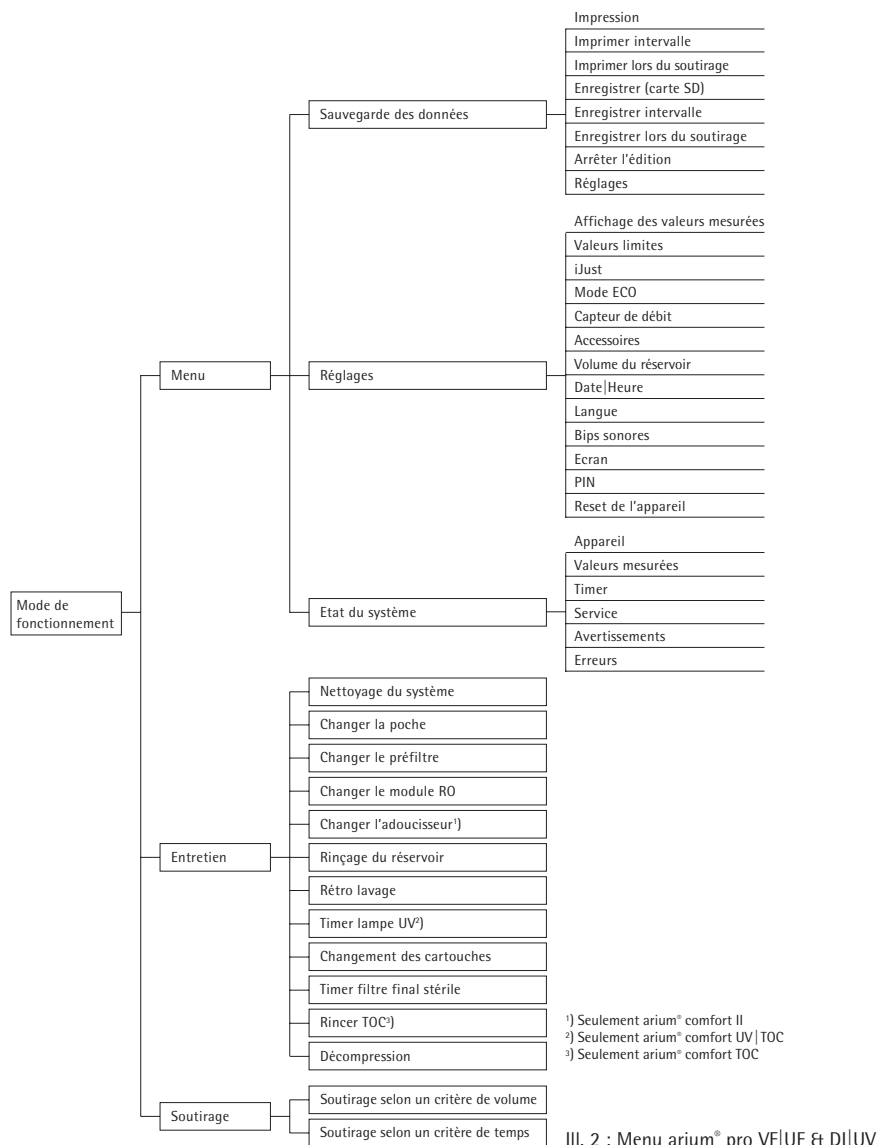 Impression
Imprimer intervalle
Imprimer lors du soutirage
Enregistrer (carte SD)
Sauvegarde des données
Enregistrer intervalle
Enregistrer lors du soutirage
Arrêter l'édition
Réglages
Affichage des valeurs mesurées
Valeurs limites
iJust
Mode ECO
Capteur de débit
Accessoires
Menu
Réglages
Volume du réservoir
Date|Heure
Langue
Bips sonores
Ecran
PIN
Reset de l'appareil
Appareil
Valeurs mesurées
Timer
Mode de
fonctionnement
Etat du système
Service
Avertissements
Erreurs
Nettoyage du système
Changer la poche
Changer le préfiltre
Changer le module RO
Changer l'adoucisseur¹)
Entretien
Rinçage du réservoir
Rétro lavage
Timer lampe UV²)
Changement des cartouches
Timer filtre final stérile
Rincer TOC³)
Décompression
¹) Seulement arium® comfort II
²) Seulement arium® comfort UV|TOC
³) Seulement arium® comfort TOC
Soutirage
Soutirage selon un critère de volume
Soutirage selon un critère de temps
Ill. 2 : Menu arium® pro VF|UF & DI|UV